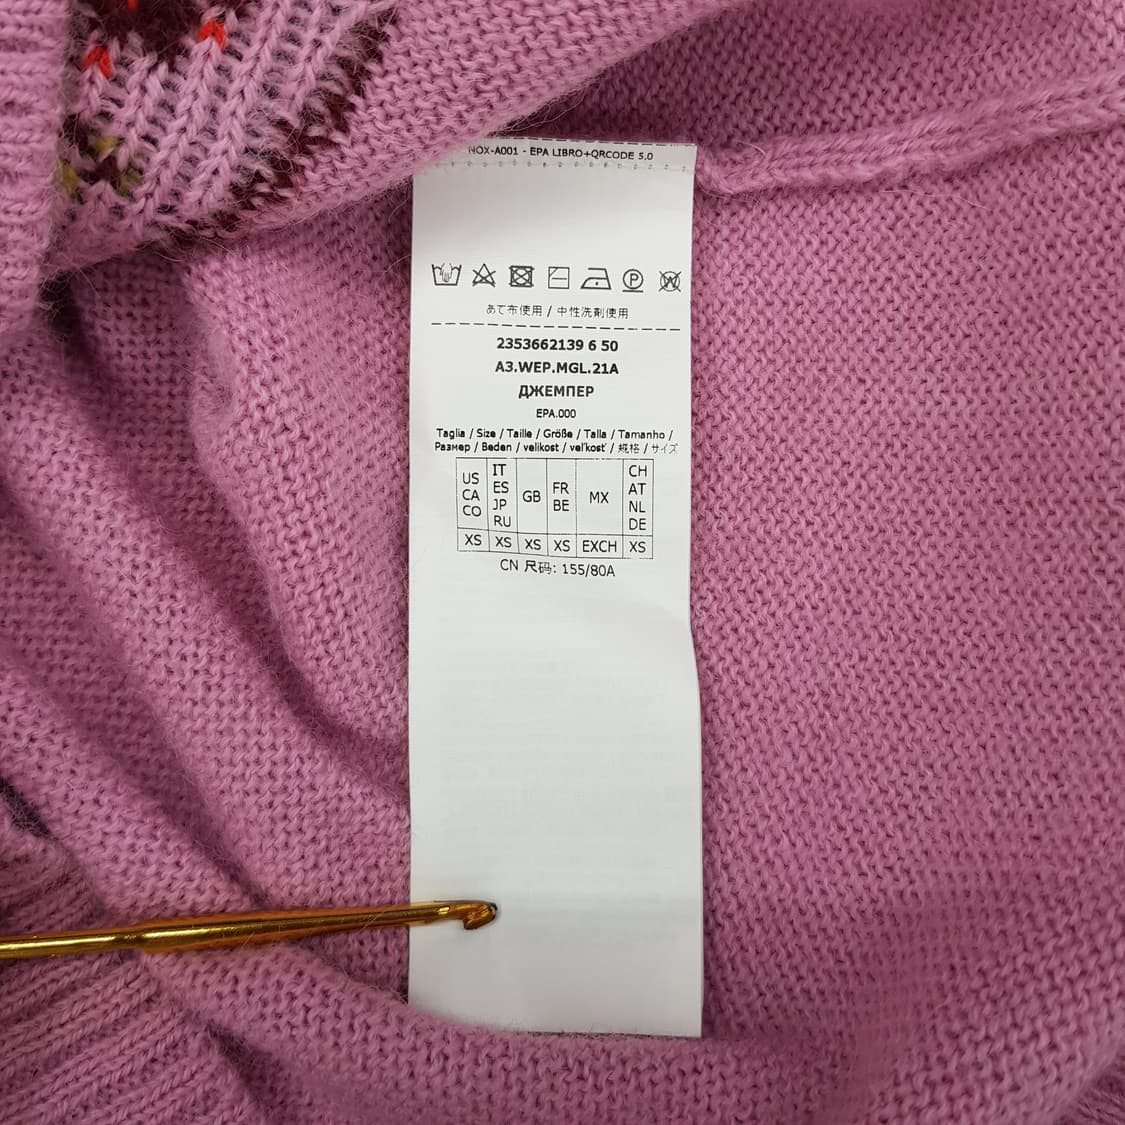 NOX-A001 - EPA LIBRO+QRCODE 5.0
P W
あて布使用 / 中性洗剤使用
2353662139 6 50
A3.WEP.MGL.21A
ДЖЕМПЕР
EPA.000
Taglia / Size / Taille / Größe / Talla / Tamanho /
Размер / Beden / velikost / veľkosť / 规格 / サイズ
US CA CO IT ES JP RU GB FR BE MX CH AT NL DE
XS XS XS XS EXCH XS
CN 尺码: 155/80A